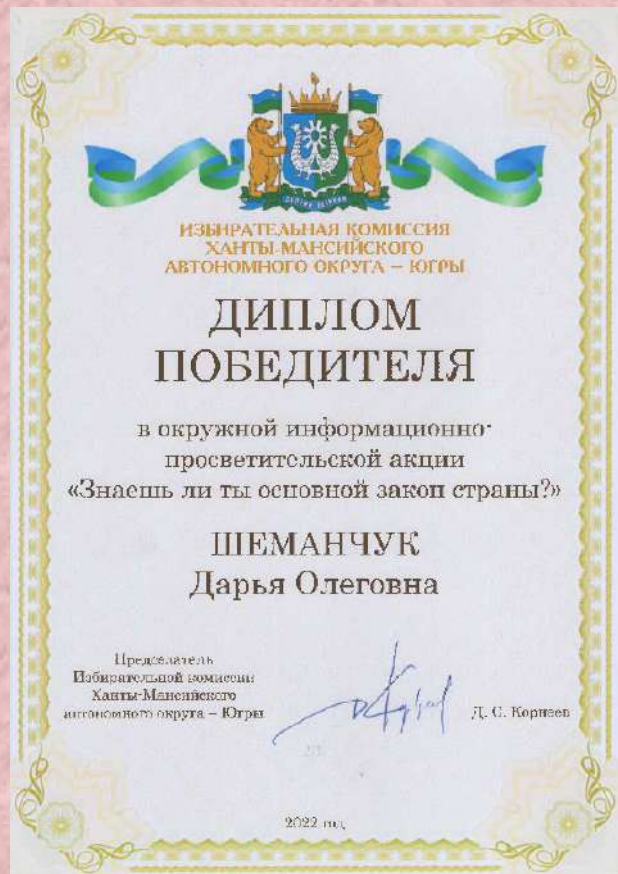 ИЗБИРАТЕЛЬНАЯ КОМИССИЯ
ХАНТЫ-МАНСИЙСКОГО
АВТОНОМНОГО ОКРУГА – ЮГРЫ
ДИПЛОМ
ПОБЕДИТЕЛЯ
в окружной информационно-
просветительской акции
«Знаешь ли ты основной закон страны?»
ШЕМАНЧУК
Дарья Олеговна
Председатель
Избирательной комиссии
Ханты-Мансийского
автономного округа – Югры
Д. С. Корнеев
2022 год